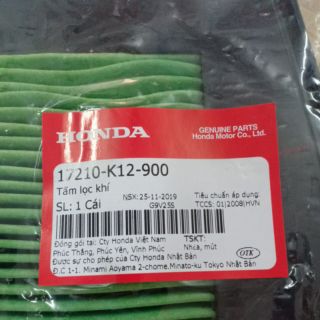 HONDA
GENUINE PARTS
Honda Motor Co., Ltd.
17210-K12-900
Tấm lọc khí
SL: 1 Cái
NSX: 25-11-2019
G9V25S
Tiêu chuẩn áp dụng:
TCCS: 01|2008|HVN
Đóng gói tại: Cty Honda Việt Nam
Phúc Thắng, Phúc Yên, Vĩnh Phúc
TSKT:
Nhựa, mút
Được sự cho phép của Cty Honda Nhật Bản
Đ.C 1-1. Minami Aoyama 2-chome,Minato-ku Tokyo Nhật Bản
OTK